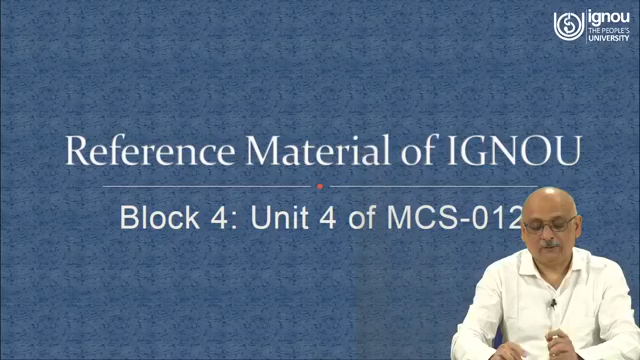 ignou
THE PEOPLE'S
UNIVERSITY
Reference Material of IGNOU
Block 4: Unit 4 of MCS-012